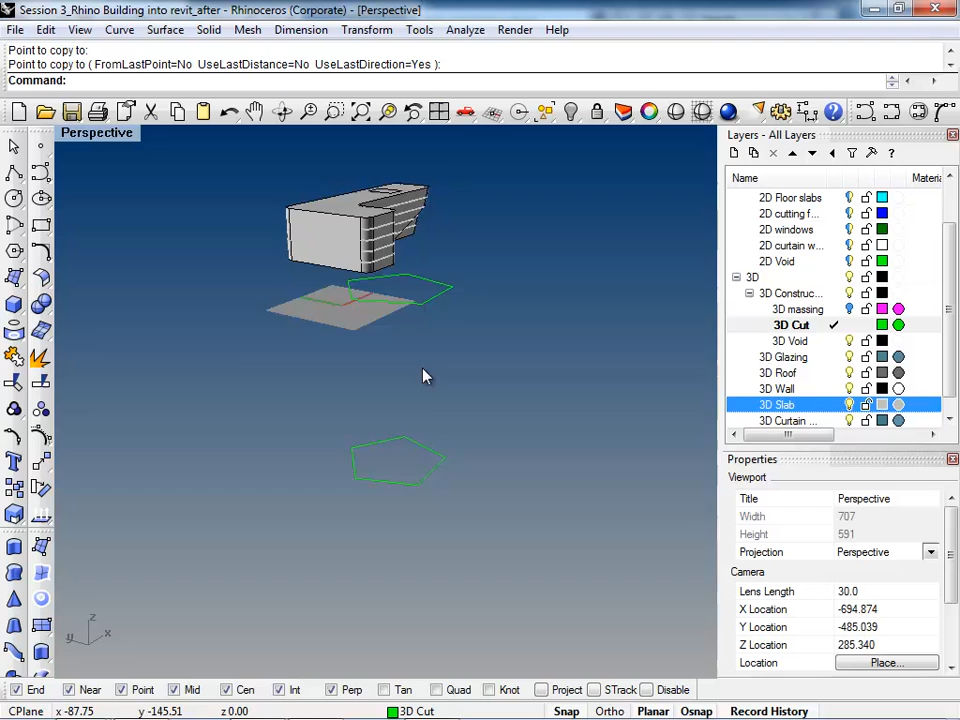 Session 3_Rhino Building into revit_after - Rhinoceros (Corporate) - [Perspective]
File Edit View Curve Surface Solid Mesh Dimension Transform Tools Analyze Render Help
Point to copy to:
Point to copy to ( FromLastPoint=No UseLastDistance=No UseLastDirection=Yes ):
Command:
Perspective
Layers - All Layers
Name Materia
2D Floor slabs
2D cutting f...
2D windows
2D curtain w...
2D Void
3D
3D Construc...
3D massing
3D Cut
3D Void
3D Glazing
3D Roof
3D Wall
3D Slab
3D Curtain ...
Properties
Viewport
Title Perspective
Width 707
Height 591
Projection Perspective
Camera
Lens Length 30.0
X Location -694.874
Y Location -485.039
Z Location 285.340
Location Place...
z
y x
End Near Point Mid Cen Int Perp Tan Quad Knot Project STrack Disable
CPlane x -87.75 y -145.51 z 0.00 3D Cut Snap Ortho Planar Osnap Record History